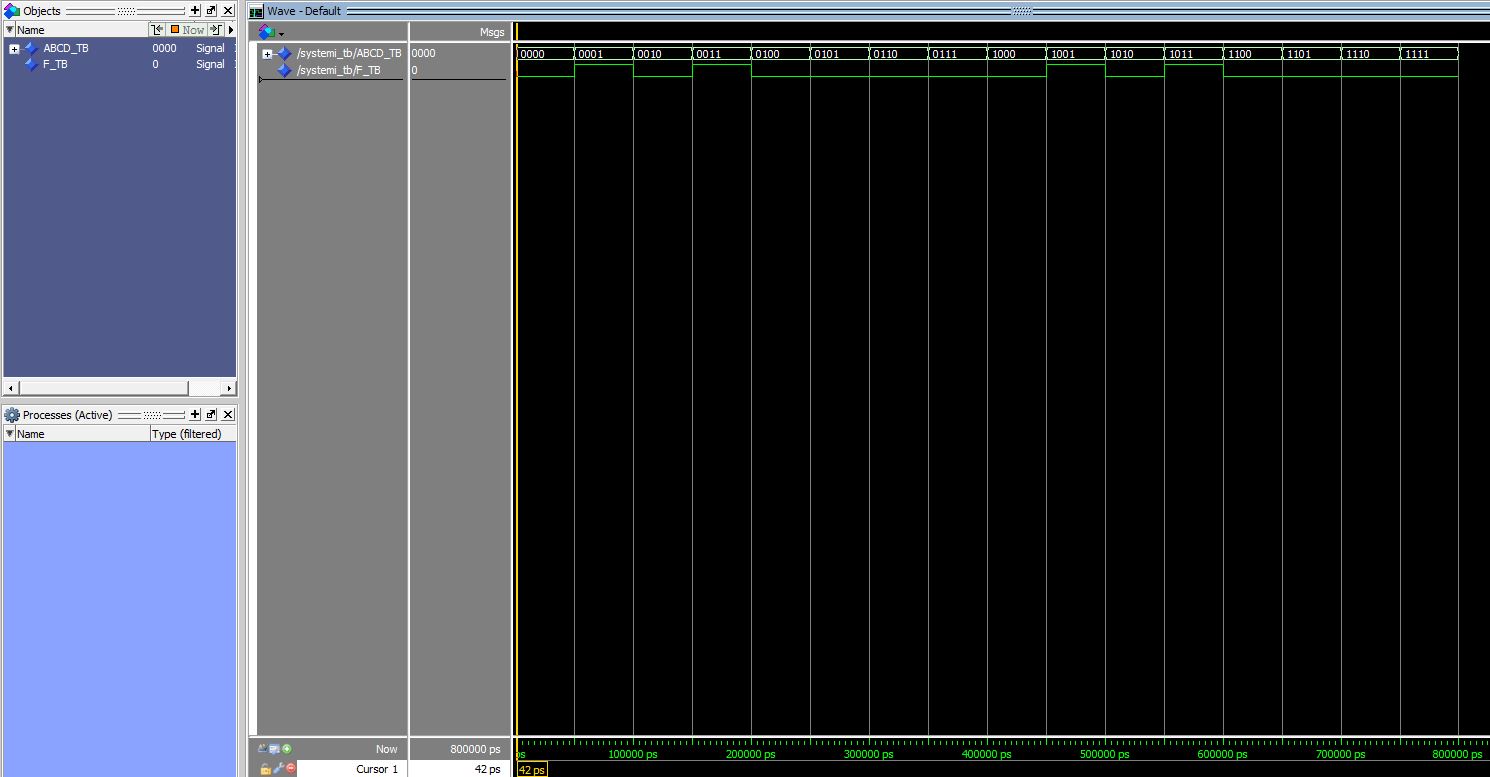 Objects
Name Now
ABCD_TB 0000 Signal
F_TB 0 Signal
Processes (Active)
Name Type (filtered)
Wave - Default
Msgs
/systemi_tb/ABCD_TB 0000 0000 0001 0010 0011 0100 0101 0110 0111 1000 1001 1010 1011 1100 1101 1110 1111
/systemi_tb/F_TB 0
Now 800000 ps ps 100000 ps 200000 ps 300000 ps 400000 ps 500000 ps 600000 ps 700000 ps 800000 ps
Cursor 1 42 ps 42 ps